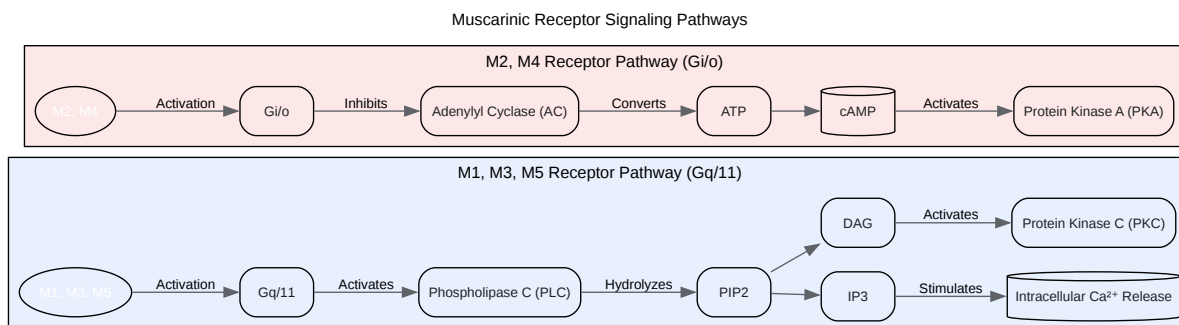 Muscarinic Receptor Signaling Pathways
M2, M4 Receptor Pathway (Gi/o)
M2, M4
Activation
Gi/o
Inhibits
Adenylyl Cyclase (AC)
Converts
ATP
cAMP
Activates
Protein Kinase A (PKA)
M1, M3, M5 Receptor Pathway (Gq/11)
DAG
Activates
Protein Kinase C (PKC)
M1, M3, M5
Activation
Gq/11
Activates
Phospholipase C (PLC)
Hydrolyzes
PIP2
IP3
Stimulates
Intracellular Ca²⁺ Release